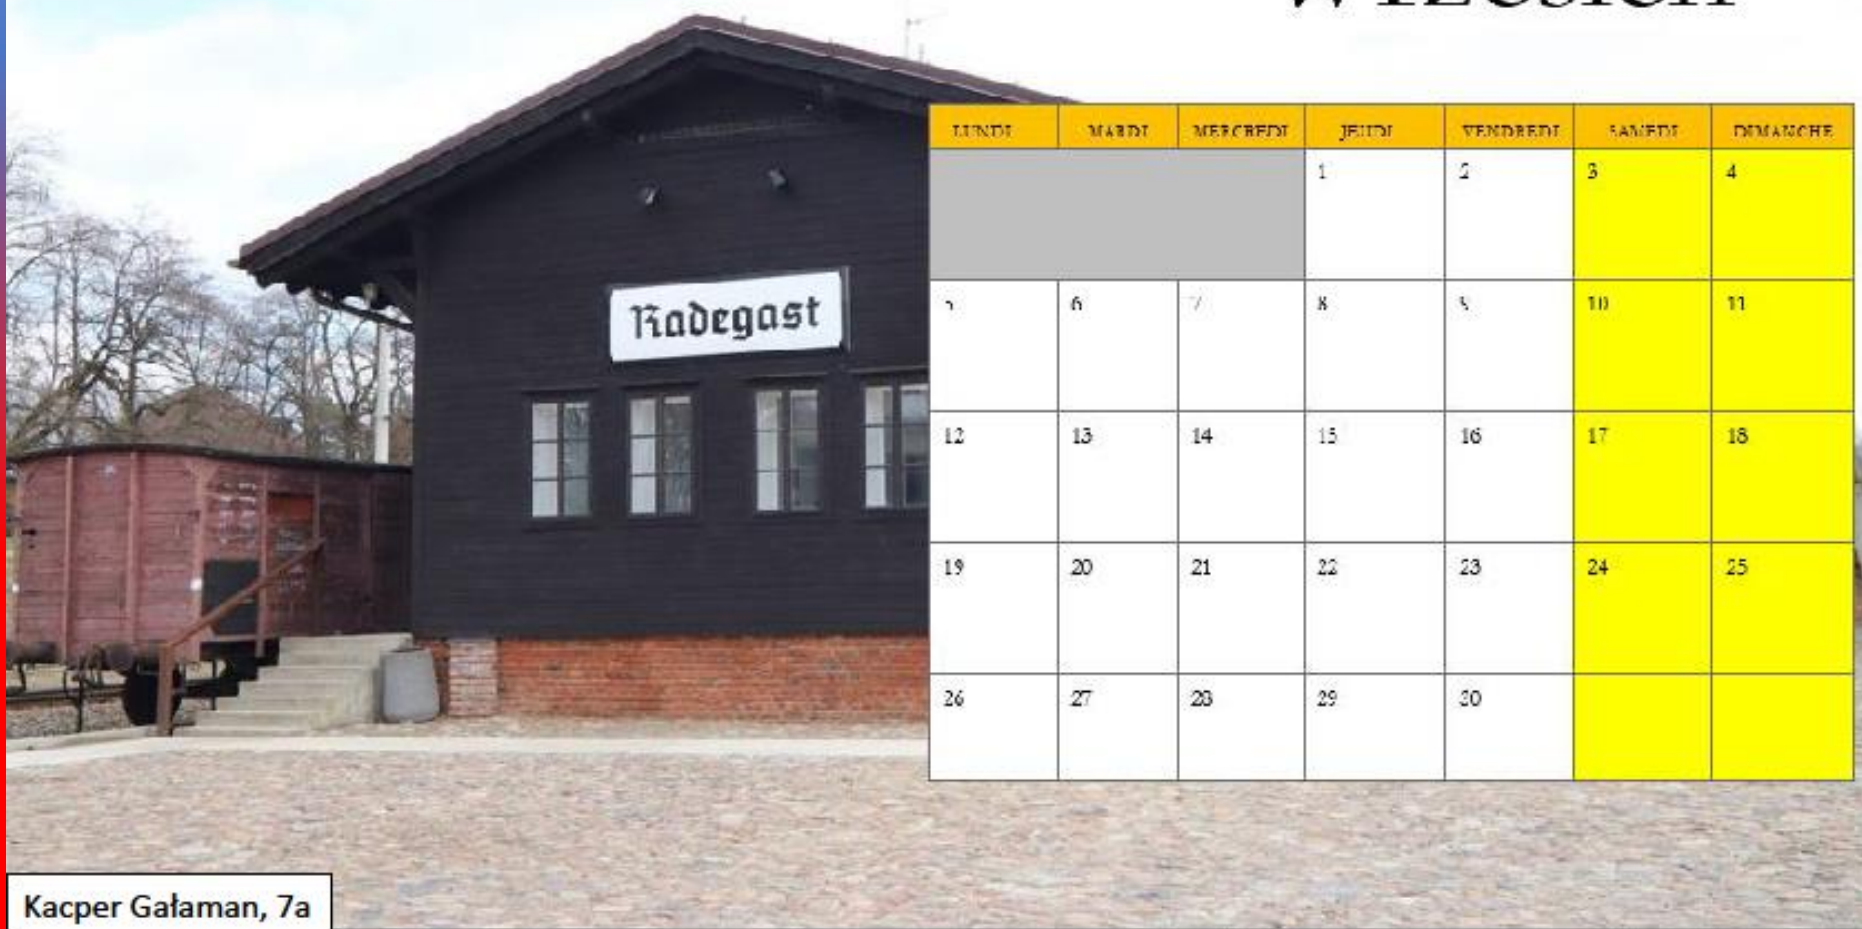 Radegast
LUNDI MARDI MERCREDI JEUDI VENDREDI SAMEDI DIMANCHE
1 2 3 4
5 6 7 8 9 10 11
12 13 14 15 16 17 18
19 20 21 22 23 24 25
26 27 28 29 30
Kacper Gałaman, 7a